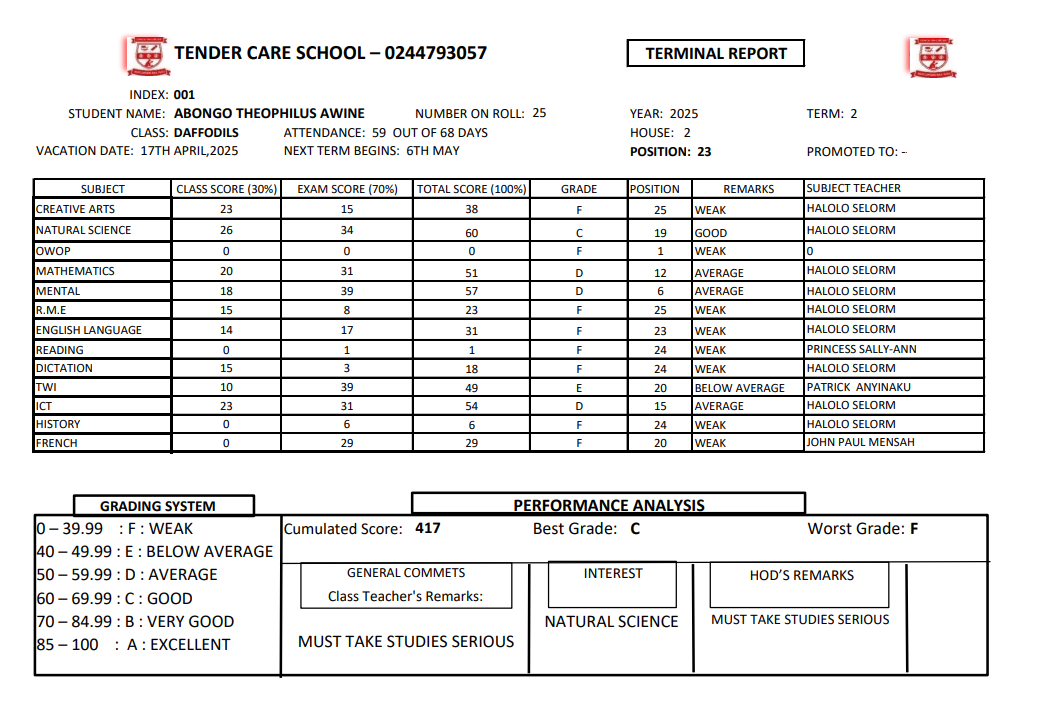 TENDER CARE SCHOOL – 0244793057
TERMINAL REPORT
INDEX: 001
STUDENT NAME: ABONGO THEOPHILUS AWINE NUMBER ON ROLL: 25 YEAR: 2025 TERM: 2
CLASS: DAFFODILS ATTENDANCE: 59 OUT OF 68 DAYS HOUSE: 2
VACATION DATE: 17TH APRIL,2025 NEXT TERM BEGINS: 6TH MAY POSITION: 23 PROMOTED TO: --
SUBJECT CLASS SCORE (30%) EXAM SCORE (70%) TOTAL SCORE (100%) GRADE POSITION REMARKS SUBJECT TEACHER
CREATIVE ARTS 23 15 38 F 25 WEAK HALOLO SELORM
NATURAL SCIENCE 26 34 60 C 19 GOOD HALOLO SELORM
OWOP 0 0 0 F 1 WEAK 0
MATHEMATICS 20 31 51 D 12 AVERAGE HALOLO SELORM
MENTAL 18 39 57 D 6 AVERAGE HALOLO SELORM
R.M.E 15 8 23 F 25 WEAK HALOLO SELORM
ENGLISH LANGUAGE 14 17 31 F 23 WEAK HALOLO SELORM
READING 0 1 1 F 24 WEAK PRINCESS SALLY-ANN
DICTATION 15 3 18 F 24 WEAK HALOLO SELORM
TWI 10 39 49 E 20 BELOW AVERAGE PATRICK ANYINAKU
ICT 23 31 54 D 15 AVERAGE HALOLO SELORM
HISTORY 0 6 6 F 24 WEAK HALOLO SELORM
FRENCH 0 29 29 F 20 WEAK JOHN PAUL MENSAH
GRADING SYSTEM
0 – 39.99 : F : WEAK
40 – 49.99 : E : BELOW AVERAGE
50 – 59.99 : D : AVERAGE
60 – 69.99 : C : GOOD
70 – 84.99 : B : VERY GOOD
85 – 100 : A : EXCELLENT
PERFORMANCE ANALYSIS
Cumulated Score: 417 Best Grade: C Worst Grade: F
GENERAL COMMETS
Class Teacher's Remarks:
MUST TAKE STUDIES SERIOUS
INTEREST
NATURAL SCIENCE
HOD'S REMARKS
MUST TAKE STUDIES SERIOUS